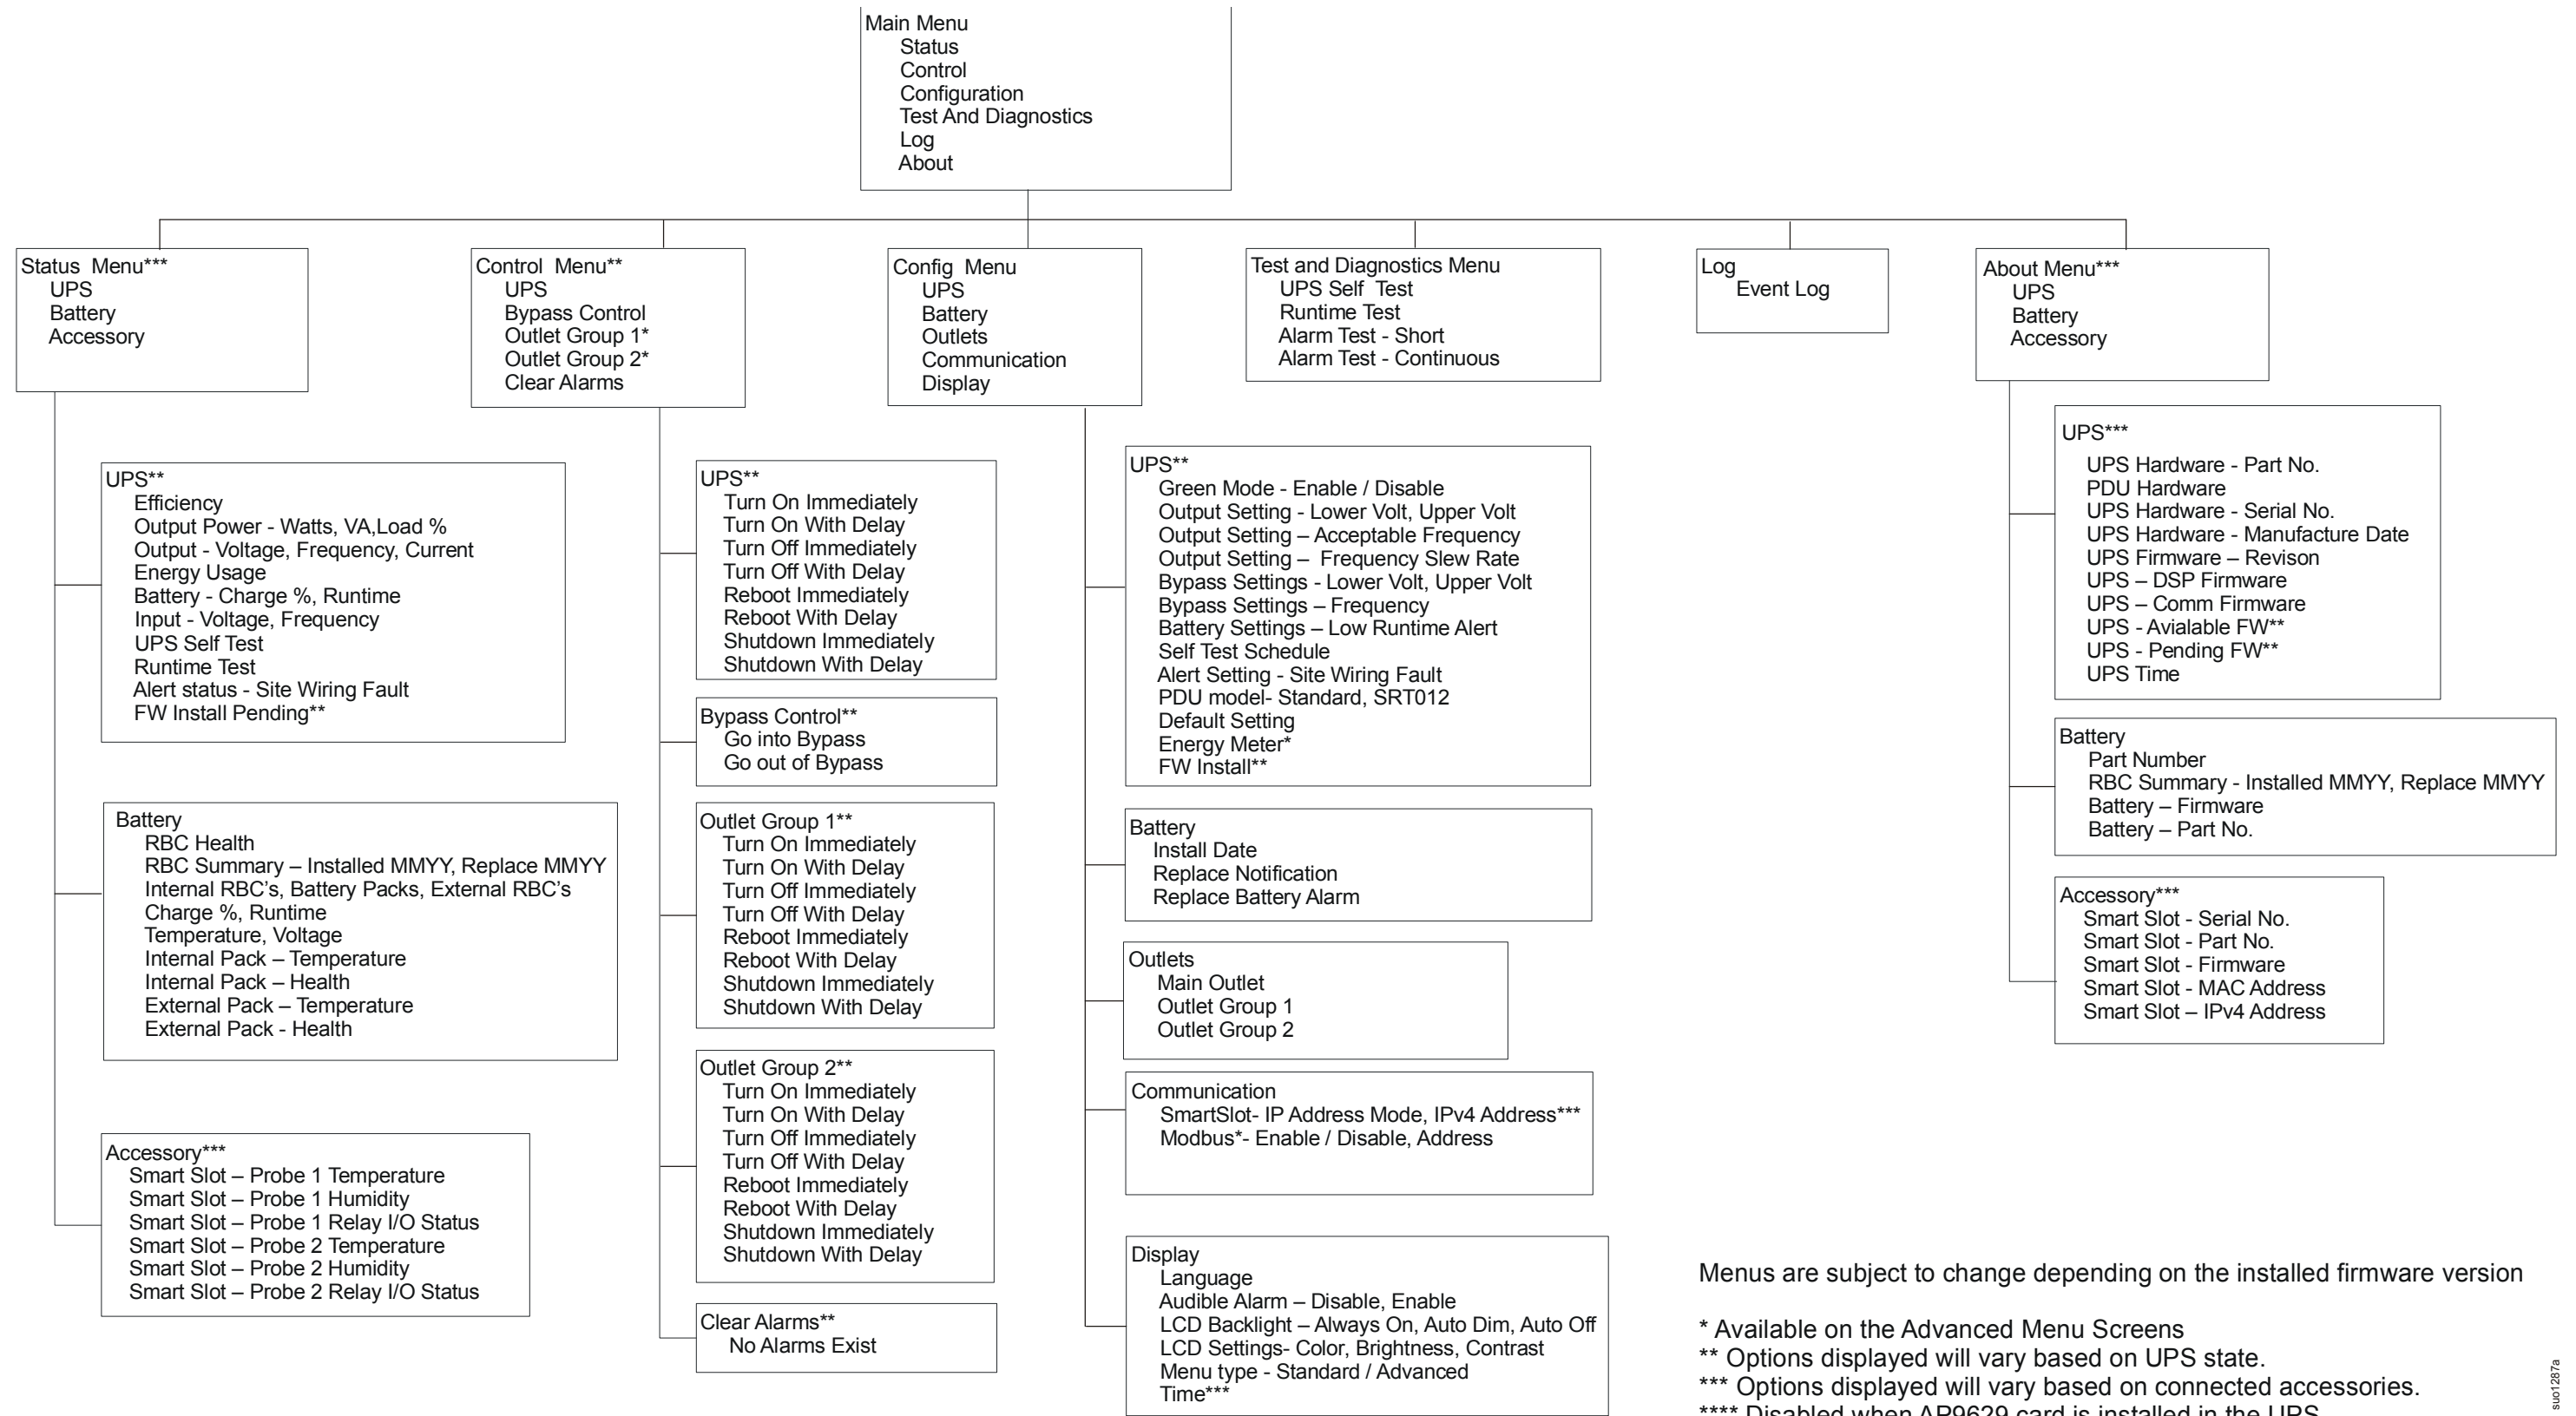 Main Menu
Status
Control
Configuration
Test And Diagnostics
Log
About
Status Menu***
UPS
Battery
Accessory
UPS**
Efficiency
Output Power - Watts, VA,Load %
Output - Voltage, Frequency, Current
Energy Usage
Battery - Charge %, Runtime
Input - Voltage, Frequency
UPS Self Test
Runtime Test
Alert status - Site Wiring Fault
FW Install Pending**
Battery
RBC Health
RBC Summary – Installed MMYY, Replace MMYY
Internal RBC’s, Battery Packs, External RBC’s
Charge %, Runtime
Temperature, Voltage
Internal Pack – Temperature
Internal Pack – Health
External Pack – Temperature
External Pack - Health
Accessory***
Smart Slot – Probe 1 Temperature
Smart Slot – Probe 1 Humidity
Smart Slot – Probe 1 Relay I/O Status
Smart Slot – Probe 2 Temperature
Smart Slot – Probe 2 Humidity
Smart Slot – Probe 2 Relay I/O Status
Control Menu**
UPS
Bypass Control
Outlet Group 1*
Outlet Group 2*
Clear Alarms
UPS**
Turn On Immediately
Turn On With Delay
Turn Off Immediately
Turn Off With Delay
Reboot Immediately
Reboot With Delay
Shutdown Immediately
Shutdown With Delay
Bypass Control**
Go into Bypass
Go out of Bypass
Outlet Group 1**
Turn On Immediately
Turn On With Delay
Turn Off Immediately
Turn Off With Delay
Reboot Immediately
Reboot With Delay
Shutdown Immediately
Shutdown With Delay
Outlet Group 2**
Turn On Immediately
Turn On With Delay
Turn Off Immediately
Turn Off With Delay
Reboot Immediately
Reboot With Delay
Shutdown Immediately
Shutdown With Delay
Clear Alarms**
No Alarms Exist
Config Menu
UPS
Battery
Outlets
Communication
Display
UPS**
Green Mode - Enable / Disable
Output Setting - Lower Volt, Upper Volt
Output Setting – Acceptable Frequency
Output Setting – Frequency Slew Rate
Bypass Settings - Lower Volt, Upper Volt
Bypass Settings – Frequency
Battery Settings – Low Runtime Alert
Self Test Schedule
Alert Setting - Site Wiring Fault
PDU model- Standard, SRT012
Default Setting
Energy Meter*
FW Install**
Battery
Install Date
Replace Notification
Replace Battery Alarm
Outlets
Main Outlet
Outlet Group 1
Outlet Group 2
Communication
SmartSlot- IP Address Mode, IPv4 Address***
Modbus*- Enable / Disable, Address
Display
Language
Audible Alarm – Disable, Enable
LCD Backlight – Always On, Auto Dim, Auto Off
LCD Settings- Color, Brightness, Contrast
Menu type - Standard / Advanced
Time***
Test and Diagnostics Menu
UPS Self Test
Runtime Test
Alarm Test - Short
Alarm Test - Continuous
Log
Event Log
About Menu***
UPS
Battery
Accessory
UPS***
UPS Hardware - Part No.
PDU Hardware
UPS Hardware - Serial No.
UPS Hardware - Manufacture Date
UPS Firmware – Revison
UPS – DSP Firmware
UPS – Comm Firmware
UPS - Avialable FW**
UPS - Pending FW**
UPS Time
Battery
Part Number
RBC Summary - Installed MMYY, Replace MMYY
Battery – Firmware
Battery – Part No.
Accessory***
Smart Slot - Serial No.
Smart Slot - Part No.
Smart Slot - Firmware
Smart Slot - MAC Address
Smart Slot – IPv4 Address
Menus are subject to change depending on the installed firmware version
* Available on the Advanced Menu Screens
** Options displayed will vary based on UPS state.
*** Options displayed will vary based on connected accessories.
**** Disabled when AP9629 card is installed in the UPS
suo1287a